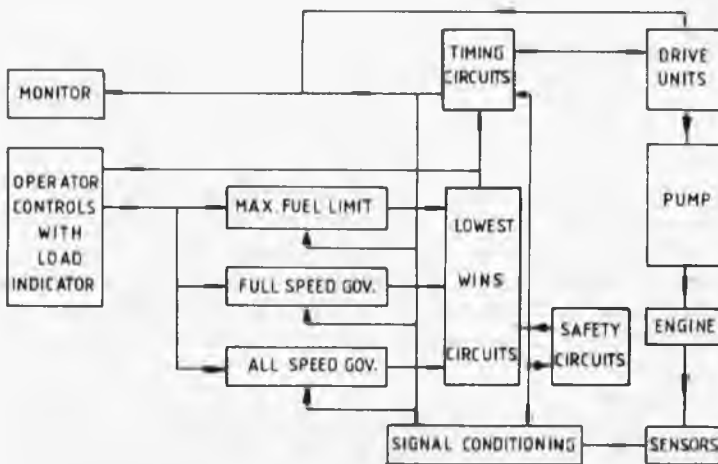 TIMING
CIRCUITS
DRIVE
UNITS
MONITOR
OPERATOR
CONTROLS
WITH
LOAD
INDICATOR
MAX. FUEL LIMIT
FULL SPEED GOV.
ALL SPEED GOV.
LOWEST
WINS
CIRCUITS
PUMP
ENGINE
SAFETY
CIRCUITS
SIGNAL CONDITIONING
SENSORS